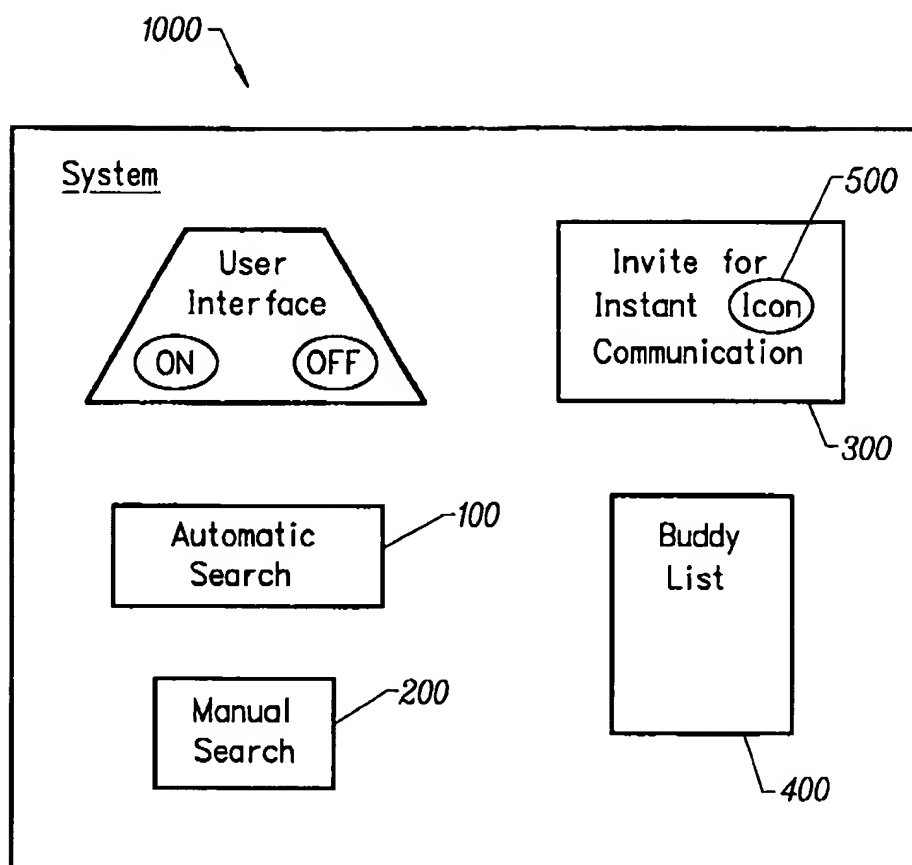 1000
System
500
User
Interface
ON OFF
Invite for
Instant Icon
Communication
300
Automatic
Search
100
Buddy
List
Manual
Search
200
400